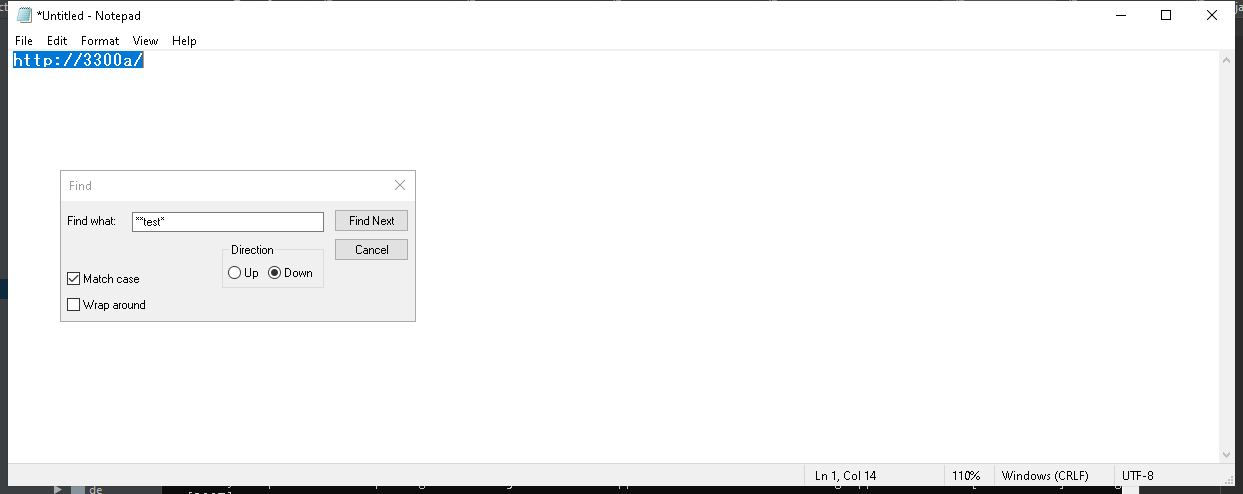 *Untitled - Notepad
File Edit Format View Help
http://3300a/
Find
Find what: **test* Find Next
Direction Cancel
Up Down
Match case
Wrap around
Ln 1, Col 14 110% Windows (CRLF) UTF-8
de